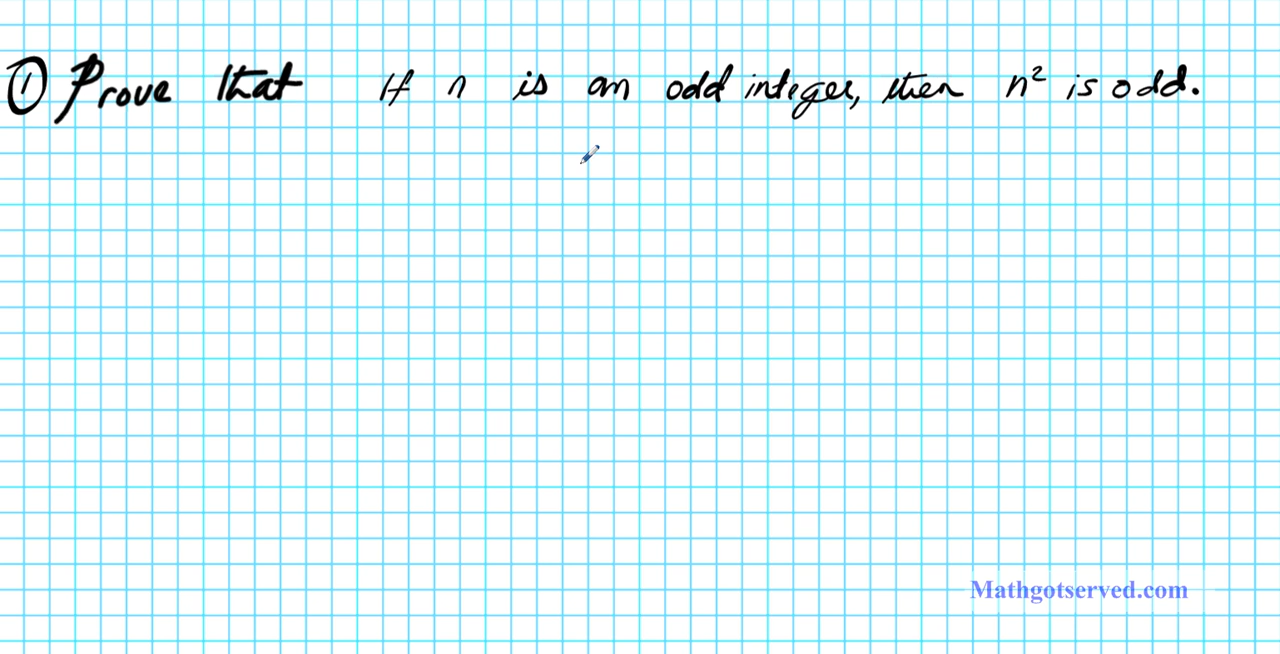 ① Prove that If n is an odd integer, then n² is odd.
Mathgotserved.com